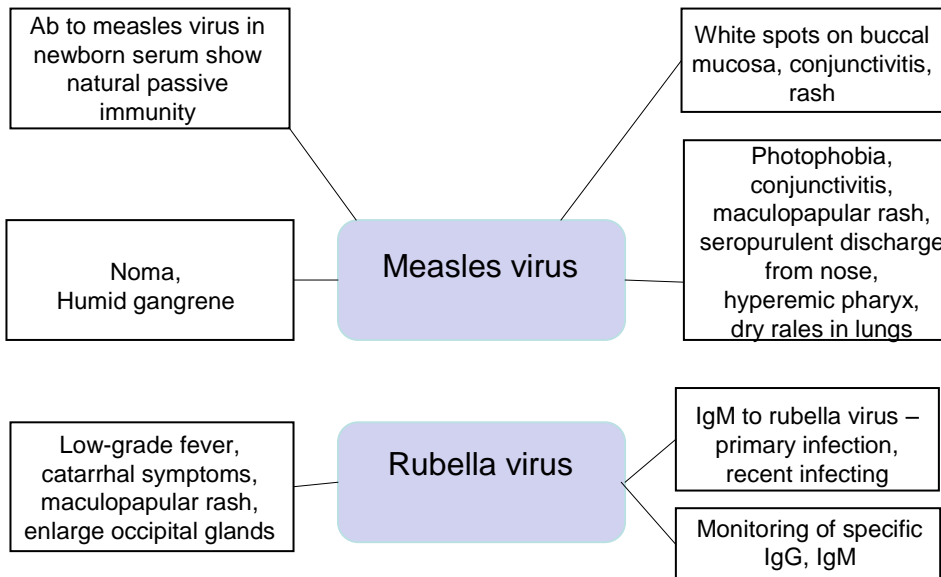 Ab to measles virus in
newborn serum show
natural passive
immunity
White spots on buccal
mucosa, conjunctivitis,
rash
Noma,
Humid gangrene
Measles virus
Photophobia,
conjunctivitis,
maculopapular rash,
seropurulent discharge
from nose,
hyperemic pharyx,
dry rales in lungs
Low-grade fever,
catarrhal symptoms,
maculopapular rash,
enlarge occipital glands
Rubella virus
IgM to rubella virus –
primary infection,
recent infecting
Monitoring of specific
IgG, IgM